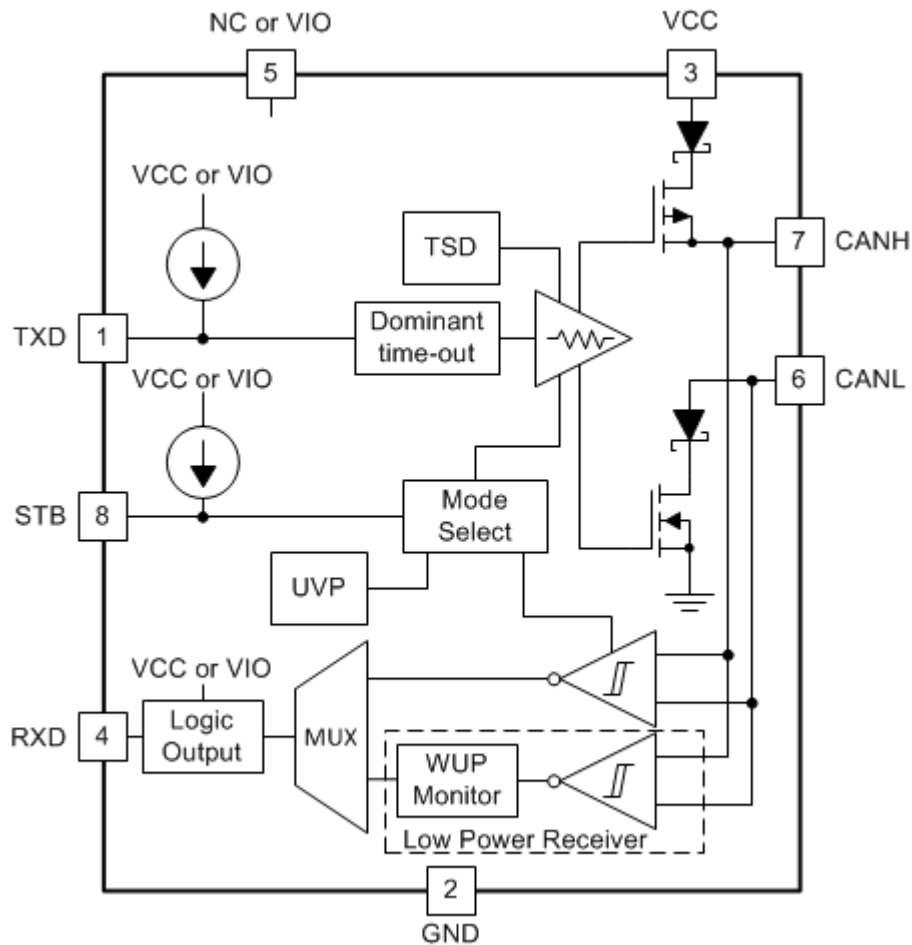 NC or VIO
VCC
5
3
VCC or VIO
TSD
7
CANH
TXD
1
Dominant
time-out
VCC or VIO
6
CANL
STB
8
Mode
Select
UVP
VCC or VIO
RXD
4
Logic
Output
MUX
WUP
Monitor
Low Power Receiver
2
GND